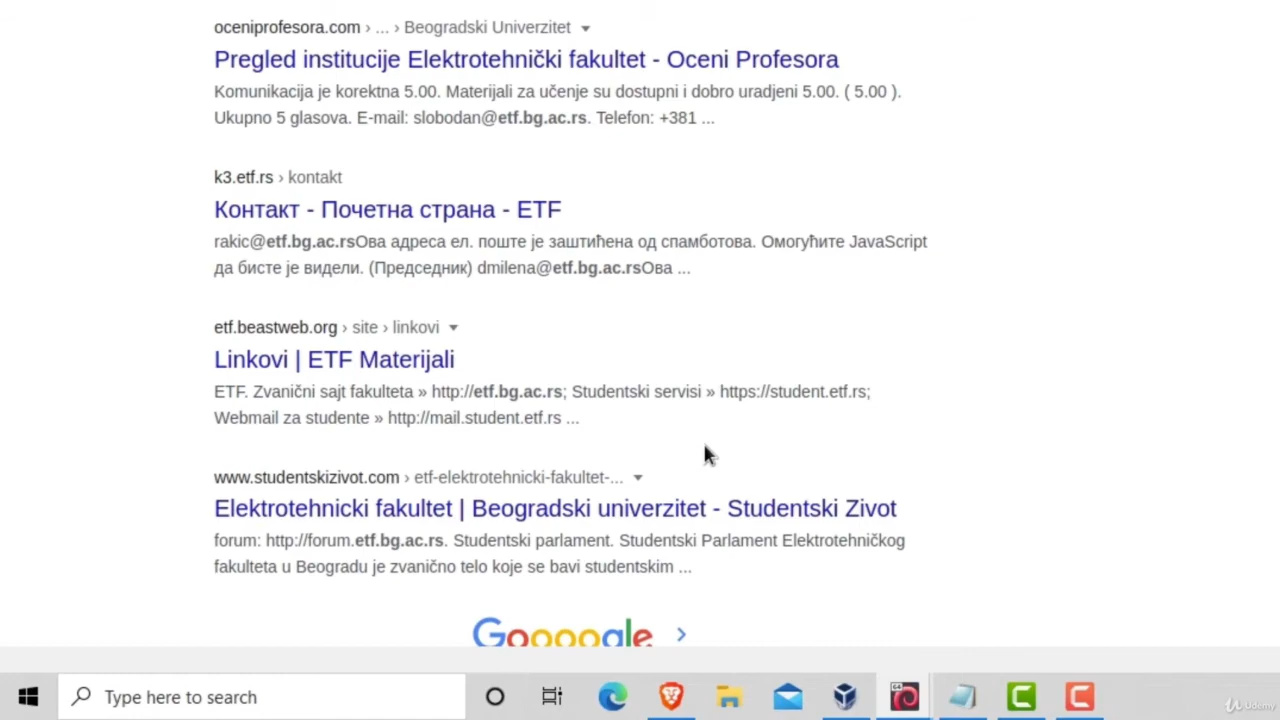 oceniprofesora.com › ... › Beogradski Univerzitet
Pregled institucije Elektrotehnički fakultet - Oceni Profesora
Komunikacija je korektna 5.00. Materijali za učenje su dostupni i dobro uradjeni 5.00. ( 5.00 ).
Ukupno 5 glasova. E-mail: slobodan@etf.bg.ac.rs. Telefon: +381 ...
k3.etf.rs › kontakt
Контакт - Почетна страна - ETF
rakic@etf.bg.ac.rsОва адреса ел. поште је заштићена од спамботова. Омогућите JavaScript
да бисте је видели. (Председник) dmilena@etf.bg.ac.rsОва ...
etf.beastweb.org › site › linkovi
Linkovi | ETF Materijali
ETF. Zvanični sajt fakulteta » http://etf.bg.ac.rs; Studentski servisi » https://student.etf.rs;
Webmail za studente » http://mail.student.etf.rs ...
www.studentskizivot.com › etf-elektrotehnicki-fakultet-...
Elektrotehnicki fakultet | Beogradski univerzitet - Studentski Zivot
forum: http://forum.etf.bg.ac.rs. Studentski parlament. Studentski Parlament Elektrotehničkog
fakulteta u Beogradu je zvanično telo koje se bavi studentskim ...
Goooogle >
Type here to search
64
Udemy